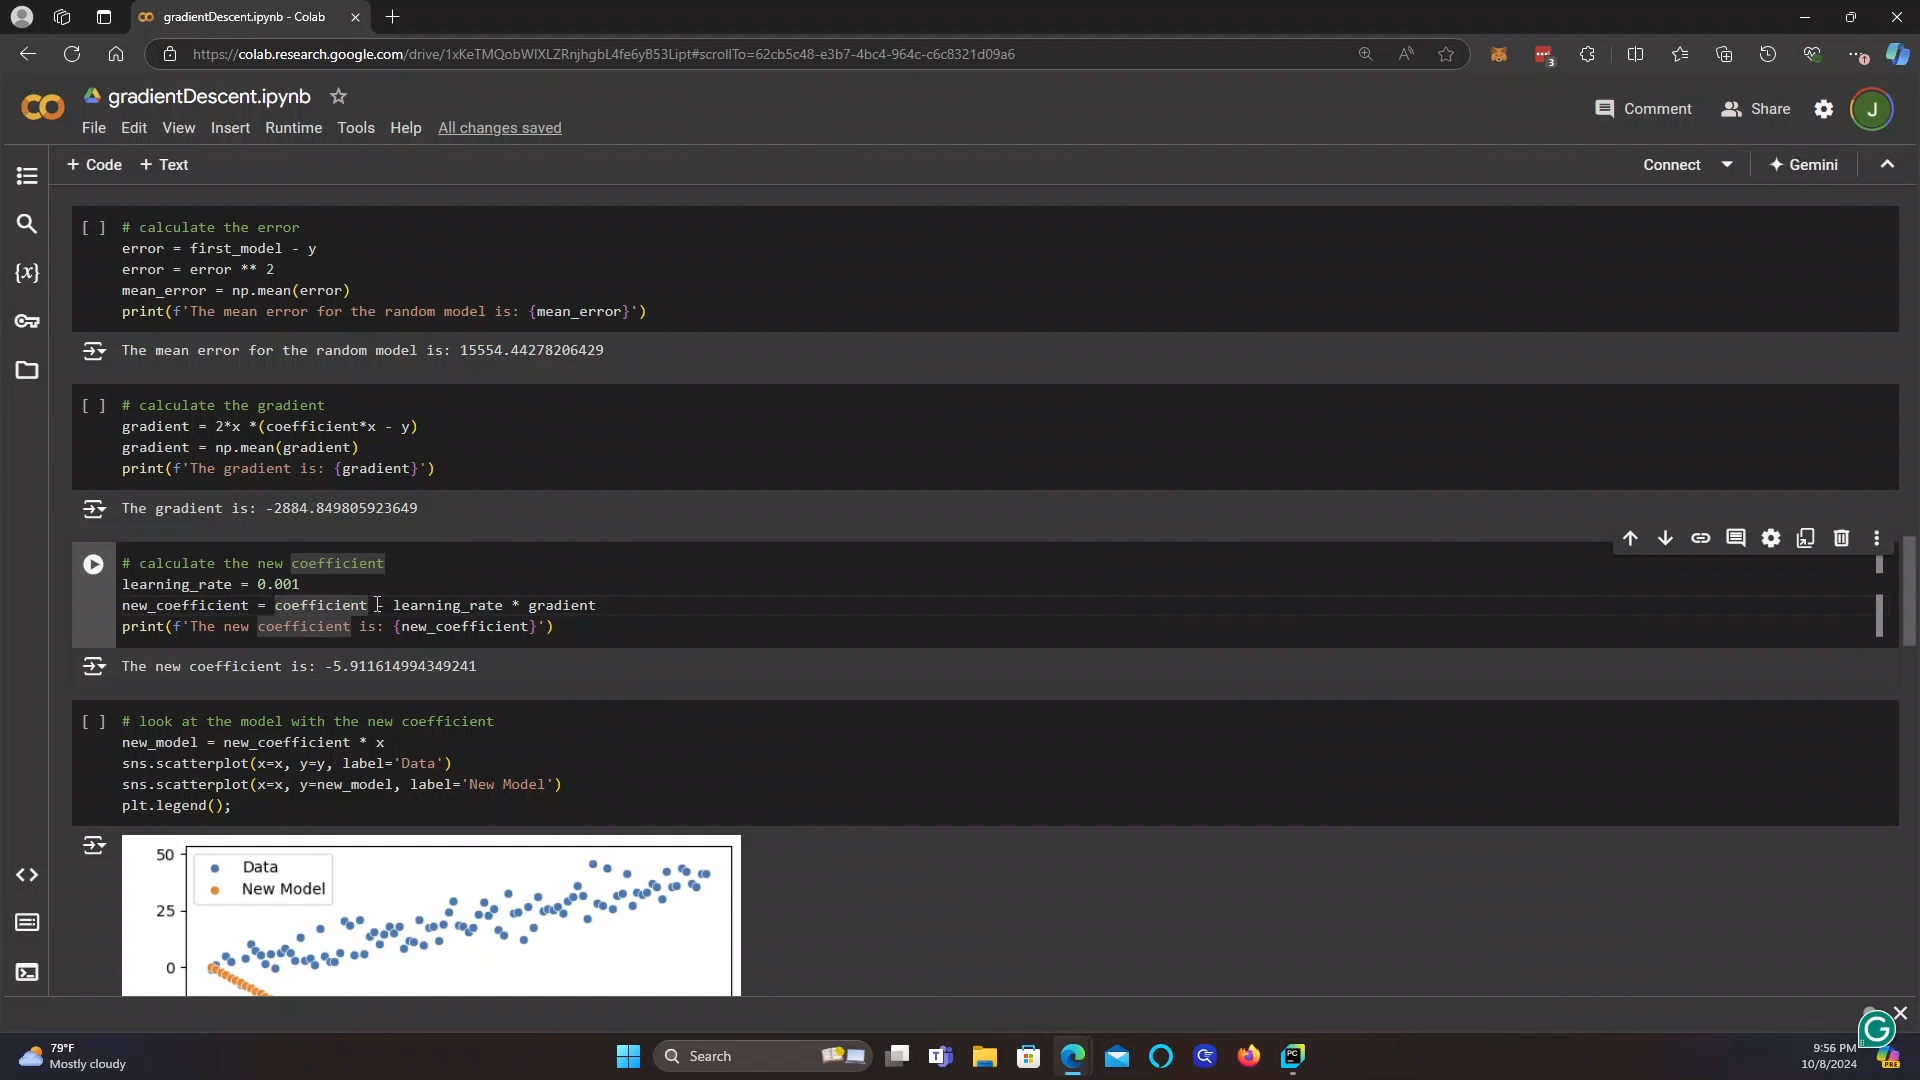 gradientDescent.ipynb - Colab
https://colab.research.google.com/drive/1xKeTMQobWIXLZRnjhgbL4fe6yB53Lipt#scrollTo=62cb5c48-e3b7-4bc4-964c-c6c8321d09a6
3
gradientDescent.ipynb
Comment
Share
J
File Edit View Insert Runtime Tools Help All changes saved
+ Code + Text
Connect
Gemini
{x}
[ ] # calculate the error
error = first_model - y
error = error ** 2
mean_error = np.mean(error)
print(f'The mean error for the random model is: {mean_error}')
The mean error for the random model is: 15554.44278206429
[ ] # calculate the gradient
gradient = 2*x *(coefficient*x - y)
gradient = np.mean(gradient)
print(f'The gradient is: {gradient}')
The gradient is: -2884.849805923649
# calculate the new coefficient
learning_rate = 0.001
new_coefficient = coefficient - learning_rate * gradient
print(f'The new coefficient is: {new_coefficient}')
The new coefficient is: -5.911614994349241
[ ] # look at the model with the new coefficient
new_model = new_coefficient * x
sns.scatterplot(x=x, y=y, label='Data')
sns.scatterplot(x=x, y=new_model, label='New Model')
plt.legend();
50
Data
New Model
25
0
79°F
Mostly cloudy
Search
9:56 PM
10/8/2024
PRE